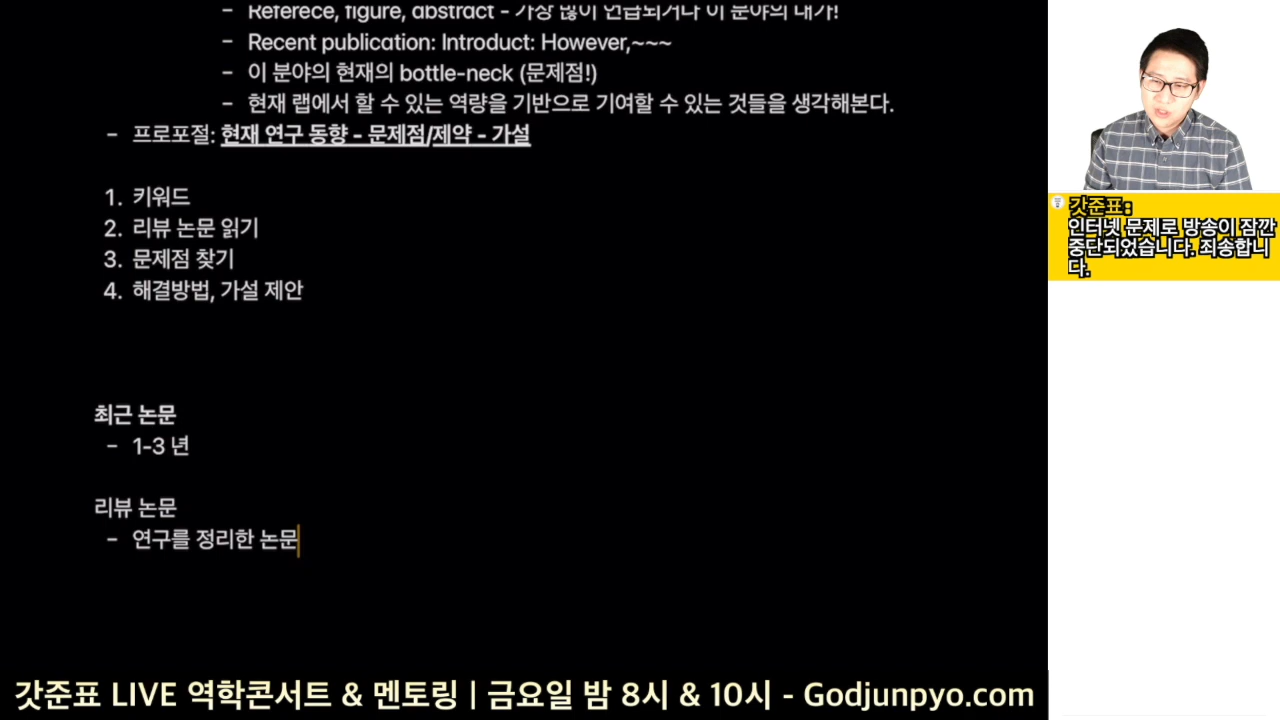 - Referece, figure, abstract - 가장 많이 언급되거나 이 분야의 대가!
- Recent publication: Introduct: However,~~~
- 이 분야의 현재의 bottle-neck (문제점!)
- 현재 랩에서 할 수 있는 역량을 기반으로 기여할 수 있는 것들을 생각해본다.
- 프로포절: 현재 연구 동향 - 문제점/제약 - 가설
1. 키워드
2. 리뷰 논문 읽기
3. 문제점 찾기
4. 해결방법, 가설 제안
최근 논문
- 1-3 년
리뷰 논문
- 연구를 정리한 논문
갓준표:
인터넷 문제로 방송이 잠깐
중단되었습니다. 죄송합니
다.
갓준표 LIVE 역학콘서트 & 멘토링 | 금요일 밤 8시 & 10시 - Godjunpyo.com